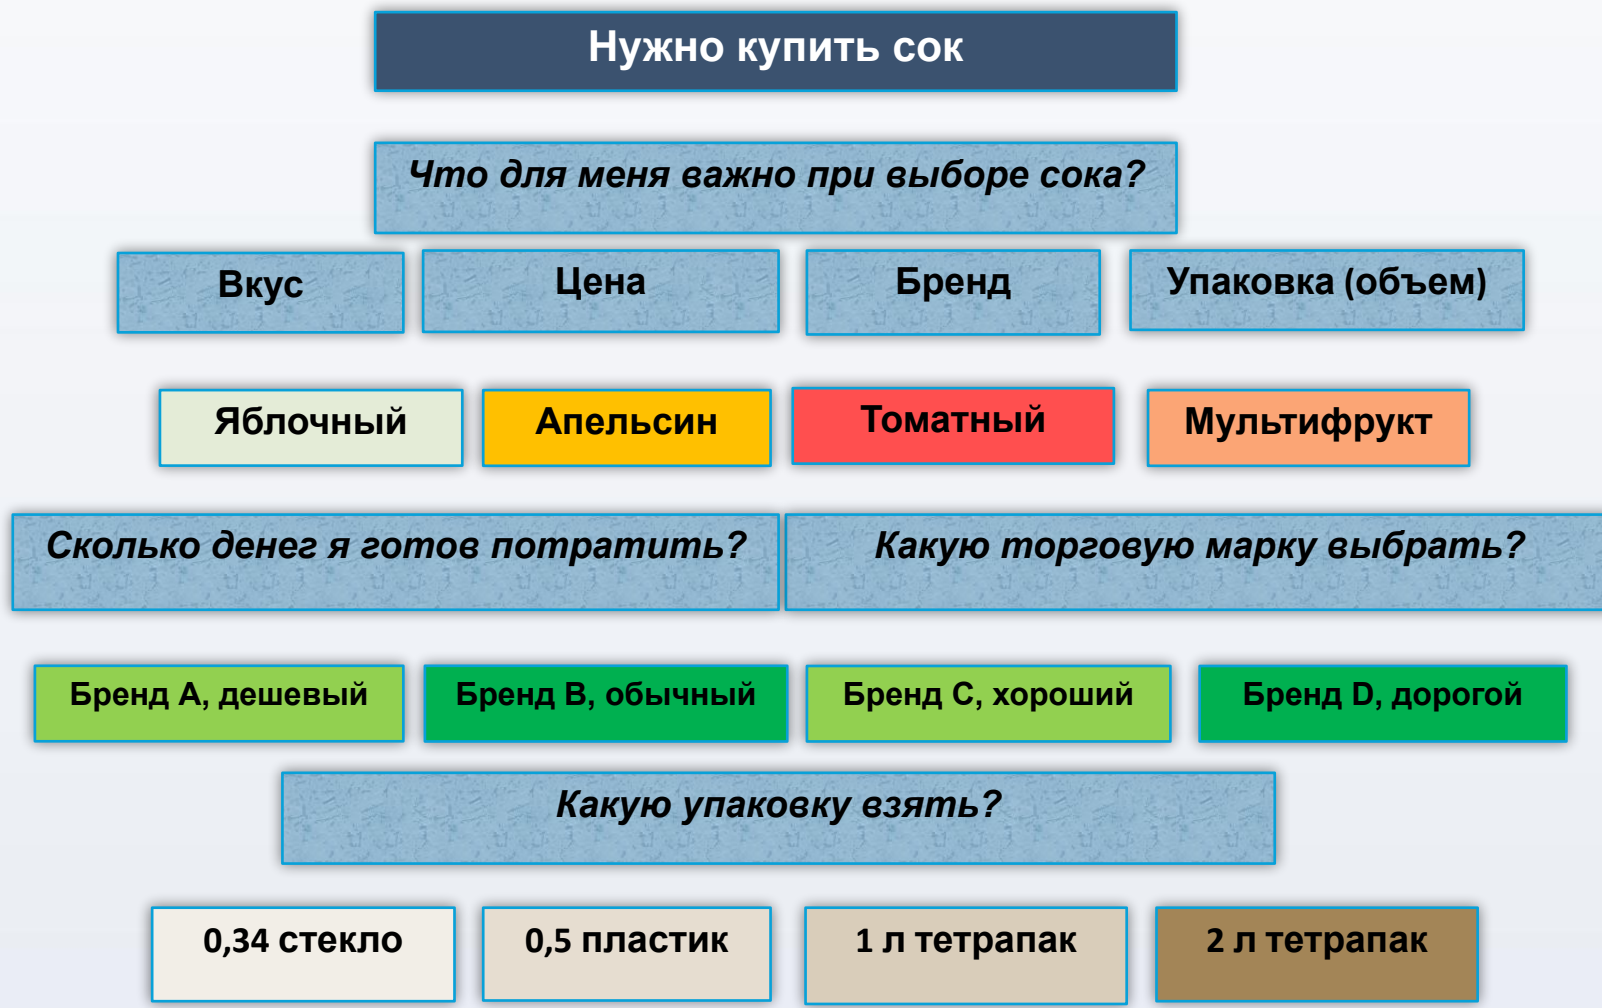 Нужно купить сок
Что для меня важно при выборе сока?
Вкус
Цена
Бренд
Упаковка (объем)
Яблочный
Апельсин
Томатный
Мультифрукт
Сколько денег я готов потратить?
Какую торговую марку выбрать?
Бренд А, дешевый
Бренд В, обычный
Бренд С, хороший
Бренд D, дорогой
Какую упаковку взять?
0,34 стекло
0,5 пластик
1 л тетрапак
2 л тетрапак